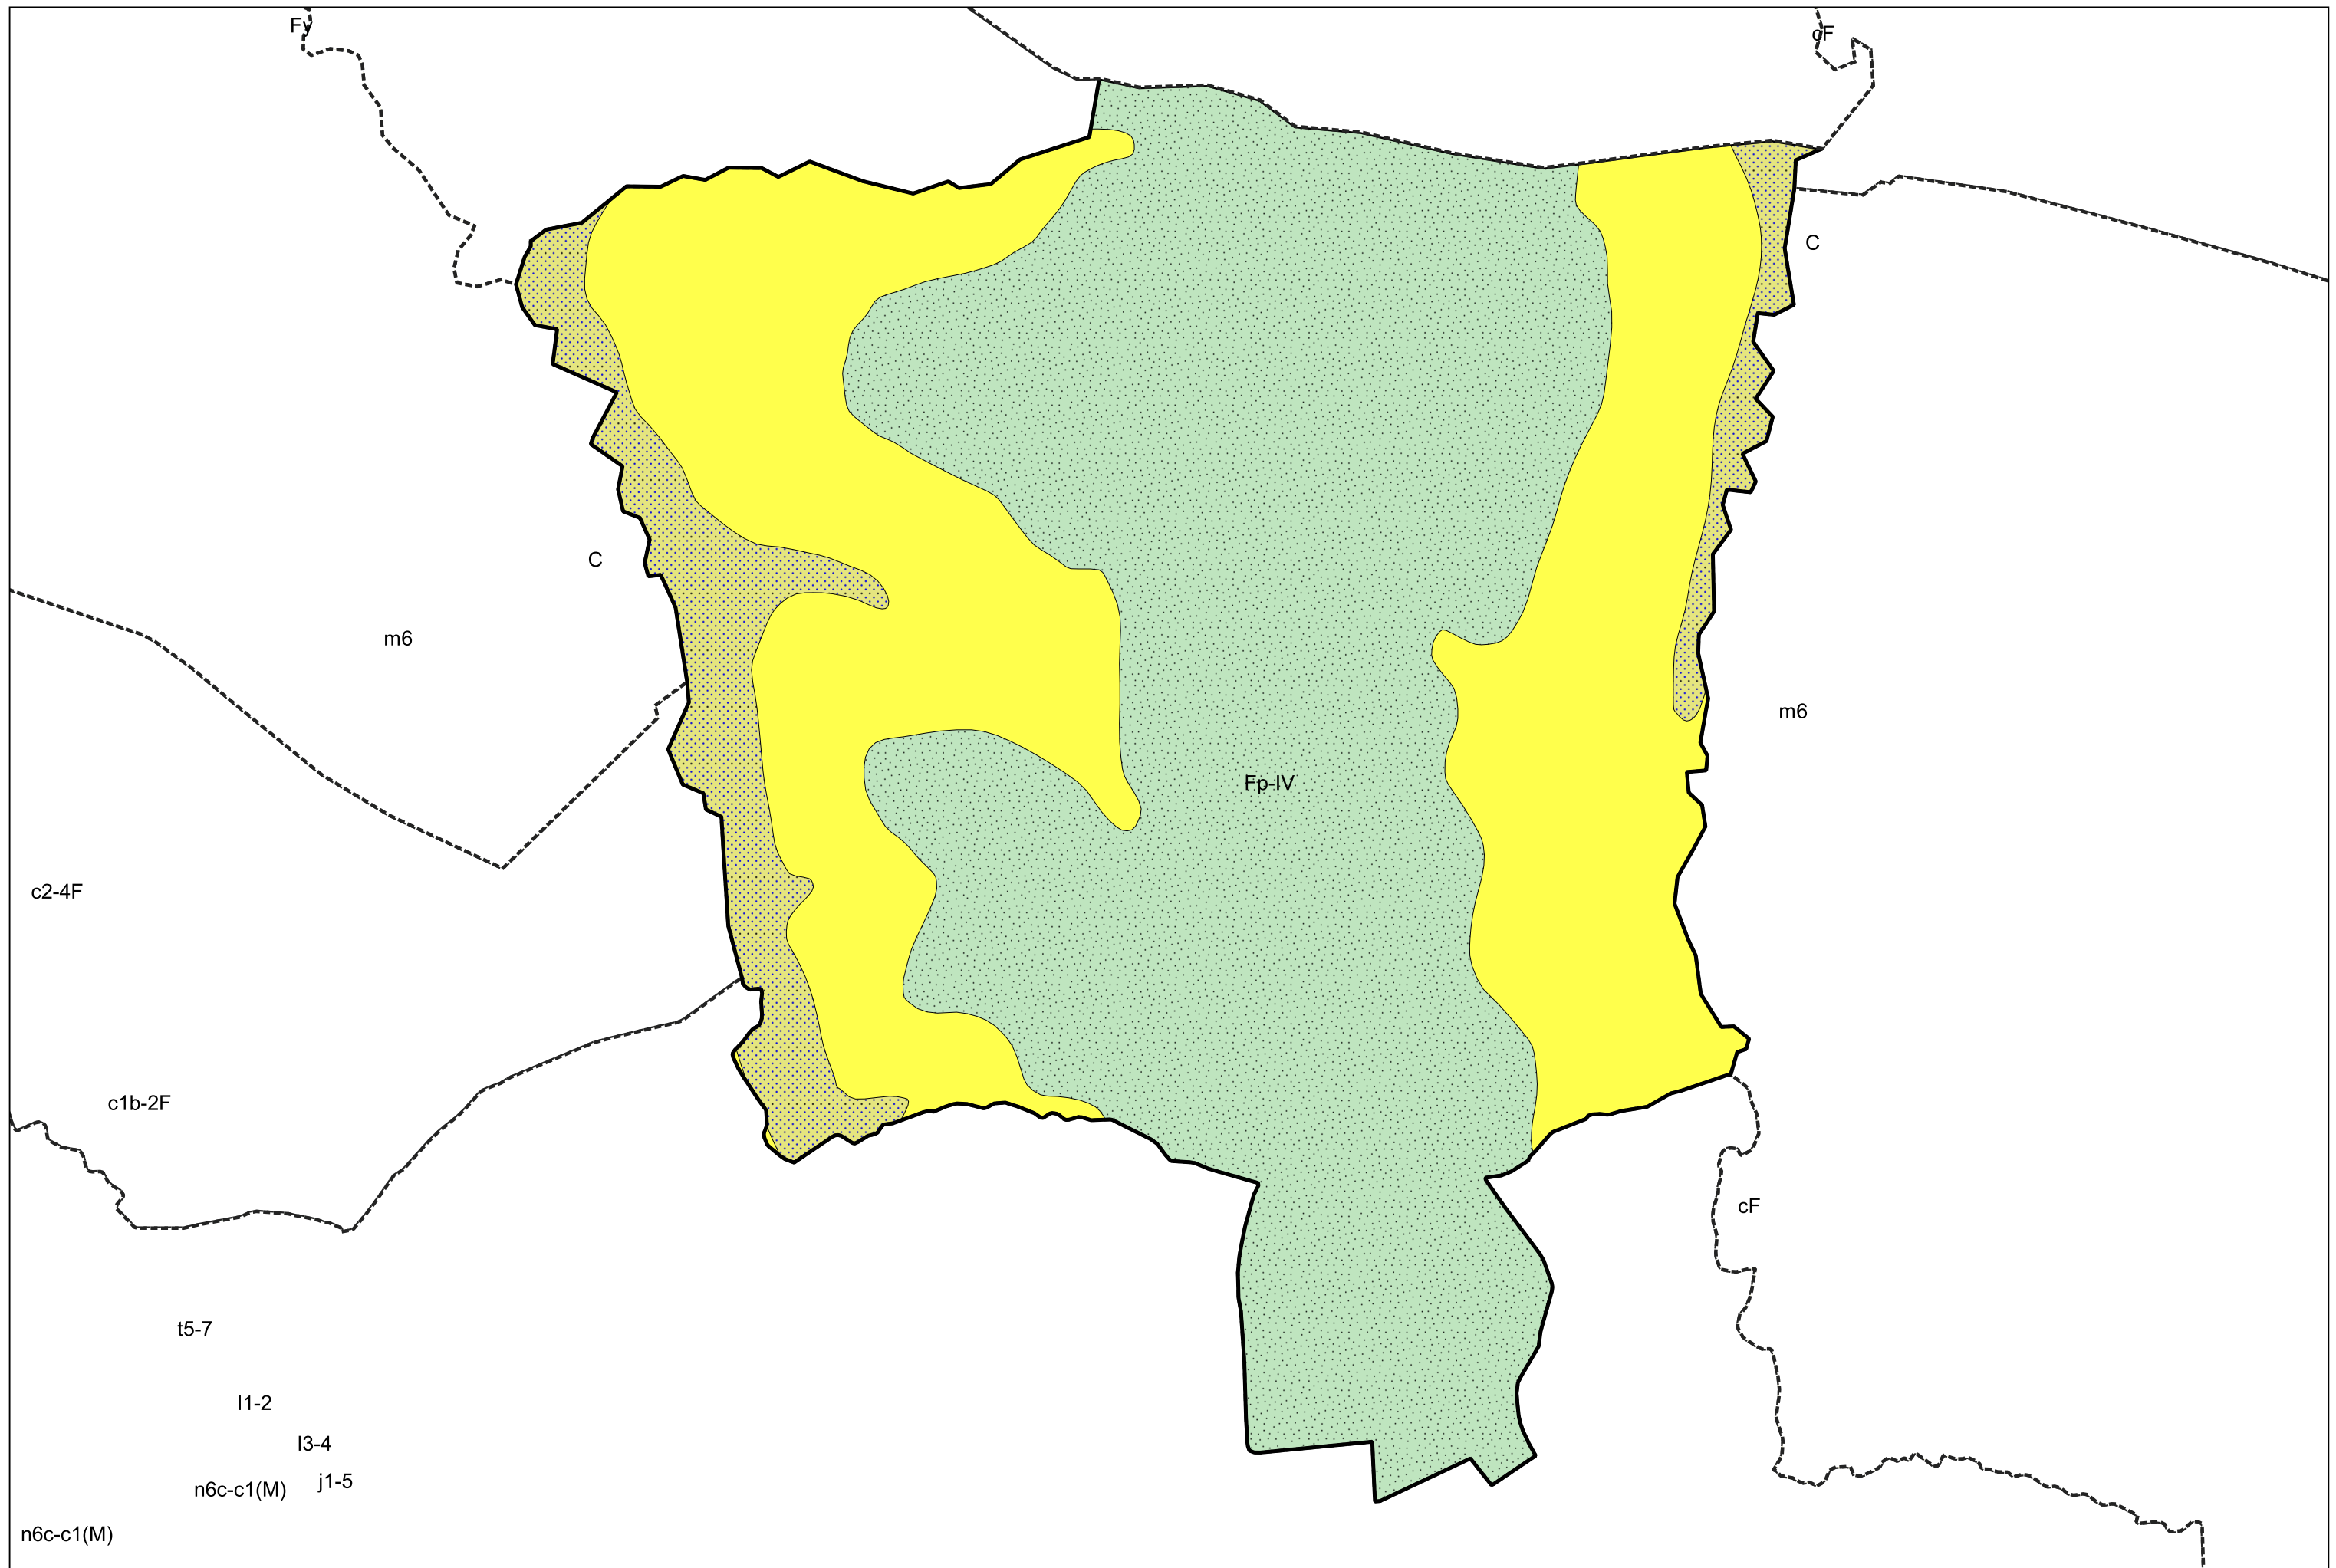 Fy
cF
C
C
m6
m6
Fp-IV
c2-4F
c1b-2F
cF
t5-7
l1-2
l3-4
j1-5
n6c-c1(M)
n6c-c1(M)